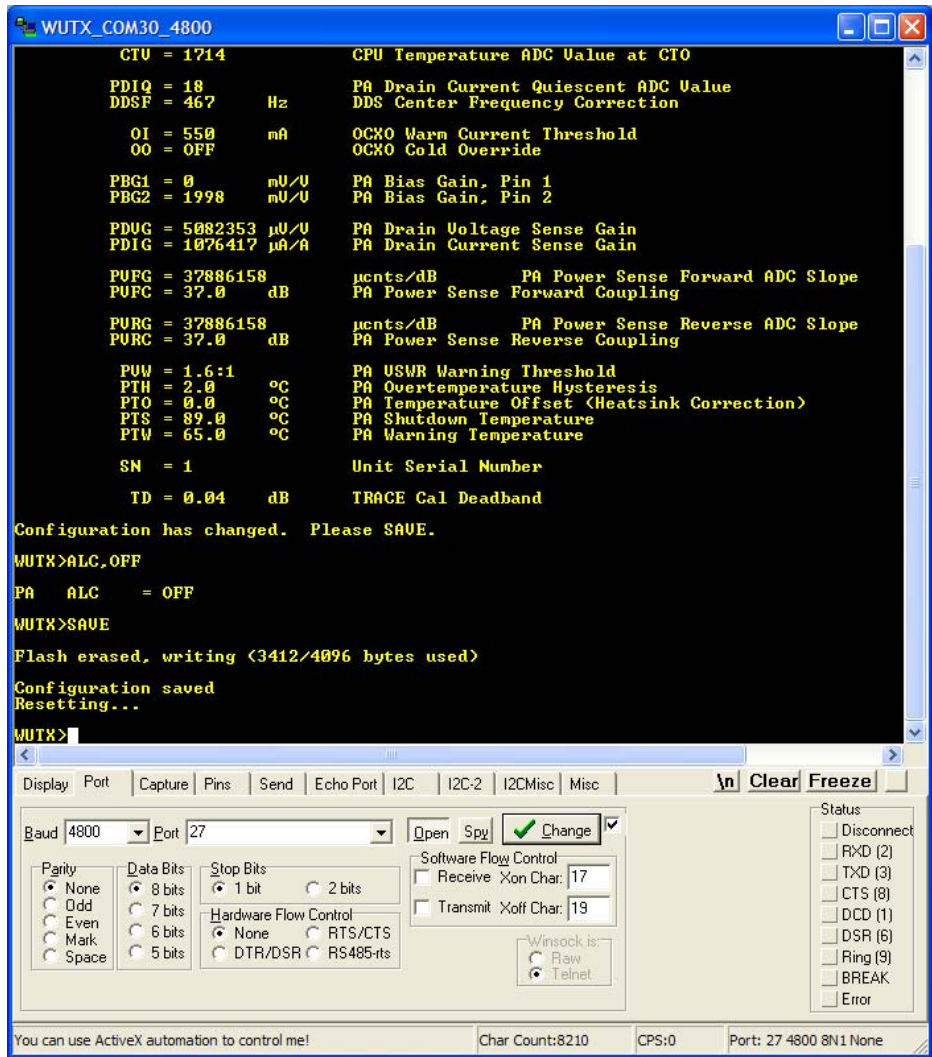 WUTX_COM30_4800
CTV = 1714 CPU Temperature ADC Value at CTO
PDIQ = 18 PA Drain Current Quiescent ADC Value
DDSF = 467 Hz DDS Center Frequency Correction
OI = 550 mA OCXO Warm Current Threshold
OO = OFF OCXO Cold Override
PBG1 = 0 mV/V PA Bias Gain, Pin 1
PBG2 = 1998 mV/V PA Bias Gain, Pin 2
PDVG = 5082353 µV/V PA Drain Voltage Sense Gain
PDIG = 1076417 µA/A PA Drain Current Sense Gain
PVFG = 37886158 µcnts/dB PA Power Sense Forward ADC Slope
PVFC = 37.0 dB PA Power Sense Forward Coupling
PVRG = 37886158 µcnts/dB PA Power Sense Reverse ADC Slope
PVRC = 37.0 dB PA Power Sense Reverse Coupling
PVW = 1.6:1 PA VSWR Warning Threshold
PTH = 2.0 ºC PA Overtemperature Hysteresis
PTO = 0.0 ºC PA Temperature Offset (Heatsink Correction)
PTS = 89.0 ºC PA Shutdown Temperature
PTW = 65.0 ºC PA Warning Temperature
SN = 1 Unit Serial Number
TD = 0.04 dB TRACE Cal Deadband
Configuration has changed. Please SAVE.
WUTX>ALC,OFF
PA ALC = OFF
WUTX>SAVE
Flash erased, writing (3412/4096 bytes used)
Configuration saved
Resetting...
WUTX>
Display Port Capture Pins Send Echo Port I2C I2C-2 I2CMisc Misc \n Clear Freeze
Baud 4800 Port 27 Open Spy Change
Parity
None
Odd
Even
Mark
Space
Data Bits
8 bits
7 bits
6 bits
5 bits
Stop Bits
1 bit 2 bits
Hardware Flow Control
None RTS/CTS
DTR/DSR RS485-rts
Software Flow Control
Receive Xon Char: 17
Transmit Xoff Char: 19
Winsock is:
Raw
Telnet
Status
Disconnect
RXD (2)
TXD (3)
CTS (8)
DCD (1)
DSR (6)
Ring (9)
BREAK
Error
You can use ActiveX automation to control me! Char Count:8210 CPS:0 Port: 27 4800 8N1 None